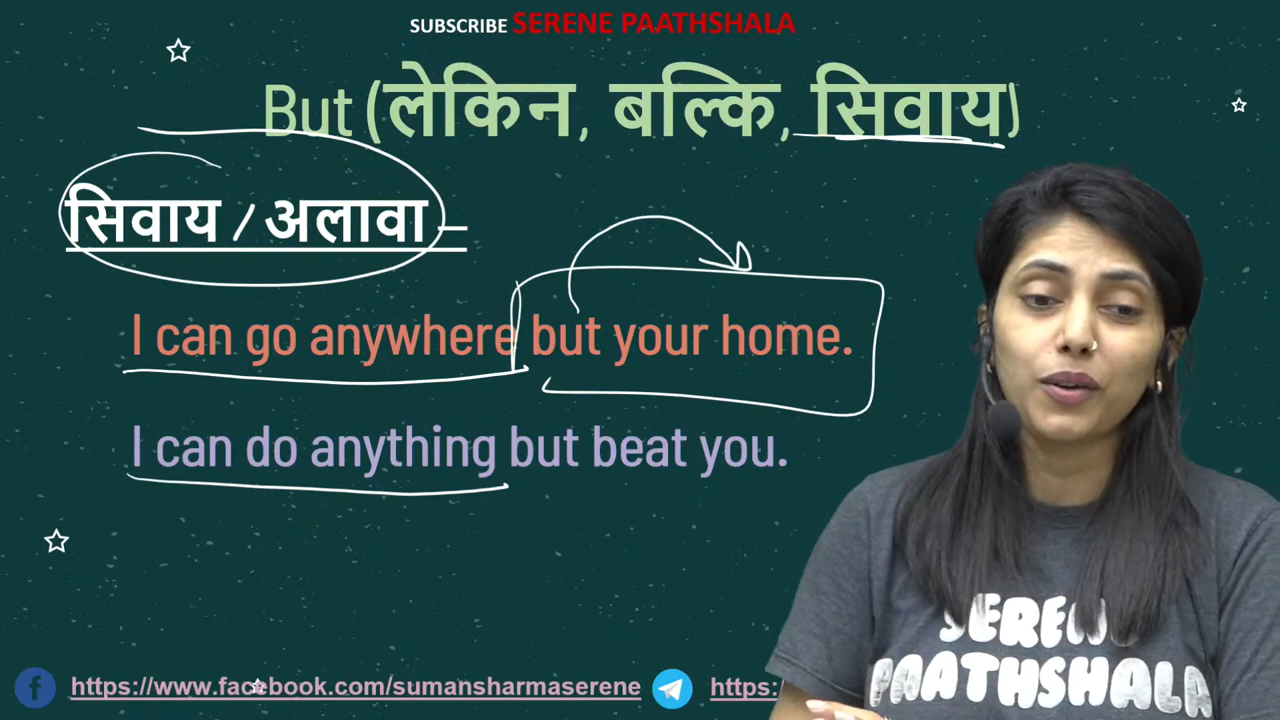 SUBSCRIBE SERENE PAATHSHALA
But (लेकिन, बल्कि, सिवाय)
सिवाय / अलावा –
I can go anywhere but your home.
I can do anything but beat you.
SERENE
PAATHSHALA
https://www.facebook.com/sumansharmaserene
https: